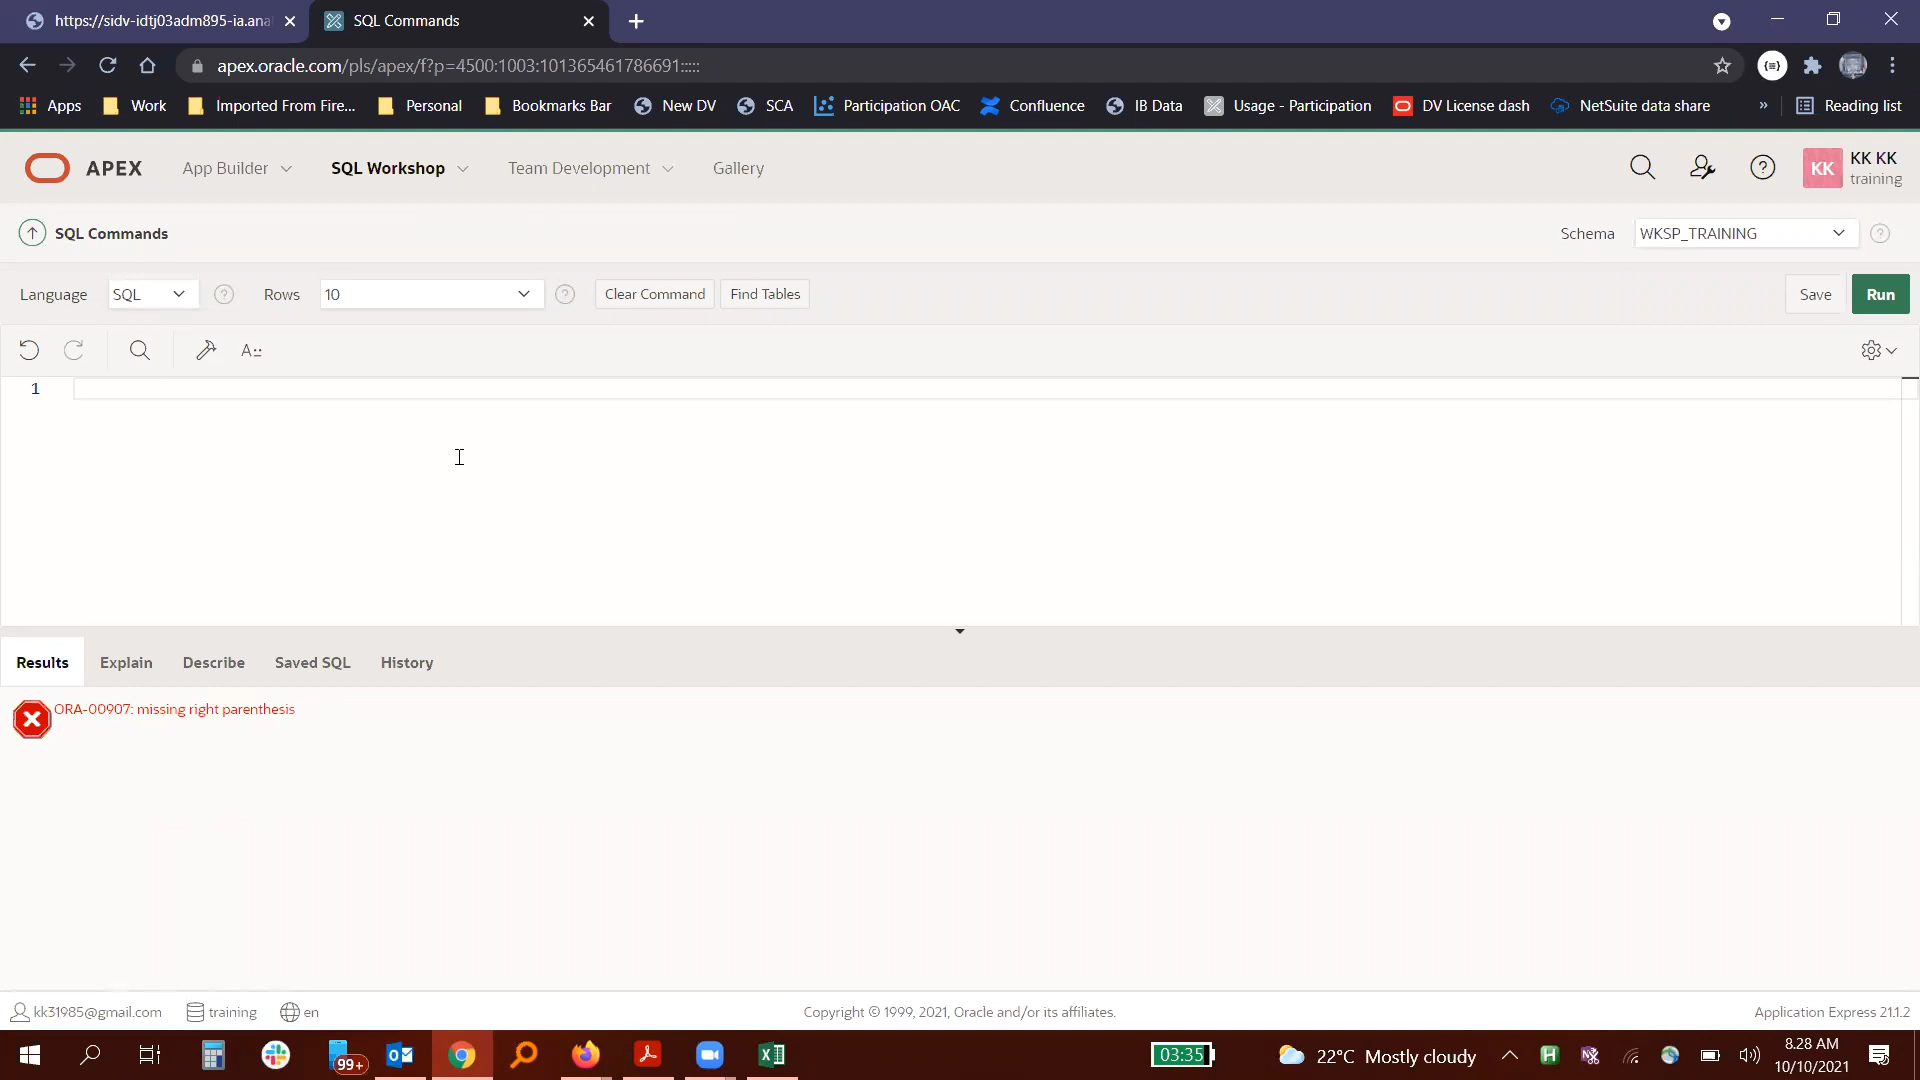 https://sidv-idtj03adm895-ia.ana
SQL Commands
apex.oracle.com/pls/apex/f?p=4500:1003:101365461786691:::::
Apps
Work
Imported From Fire...
Personal
Bookmarks Bar
New DV
SCA
Participation OAC
Confluence
IB Data
Usage - Participation
DV License dash
NetSuite data share
»
Reading list
APEX
App Builder
SQL Workshop
Team Development
Gallery
KK
KK KK
training
SQL Commands
Schema
WKSP_TRAINING
Language
SQL
Rows
10
Clear Command
Find Tables
Save
Run
A::
1
Results
Explain
Describe
Saved SQL
History
ORA-00907: missing right parenthesis
kk31985@gmail.com
training
en
Copyright © 1999, 2021, Oracle and/or its affiliates.
Application Express 21.1.2
99+
03:35
22°C Mostly cloudy
8.28 AM
10/10/2021